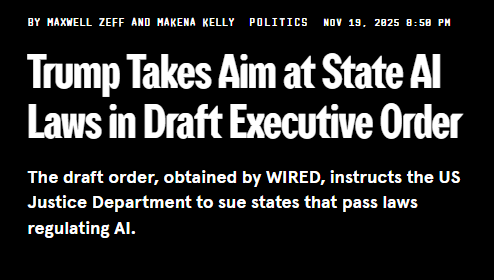 BY MAXWELL ZEFF AND MAKENA KELLY POLITICS NOV 19, 2025 8:50 PM
Trump Takes Aim at State AI
Laws in Draft Executive Order
The draft order, obtained by WIRED, instructs the US
Justice Department to sue states that pass laws
regulating AI.